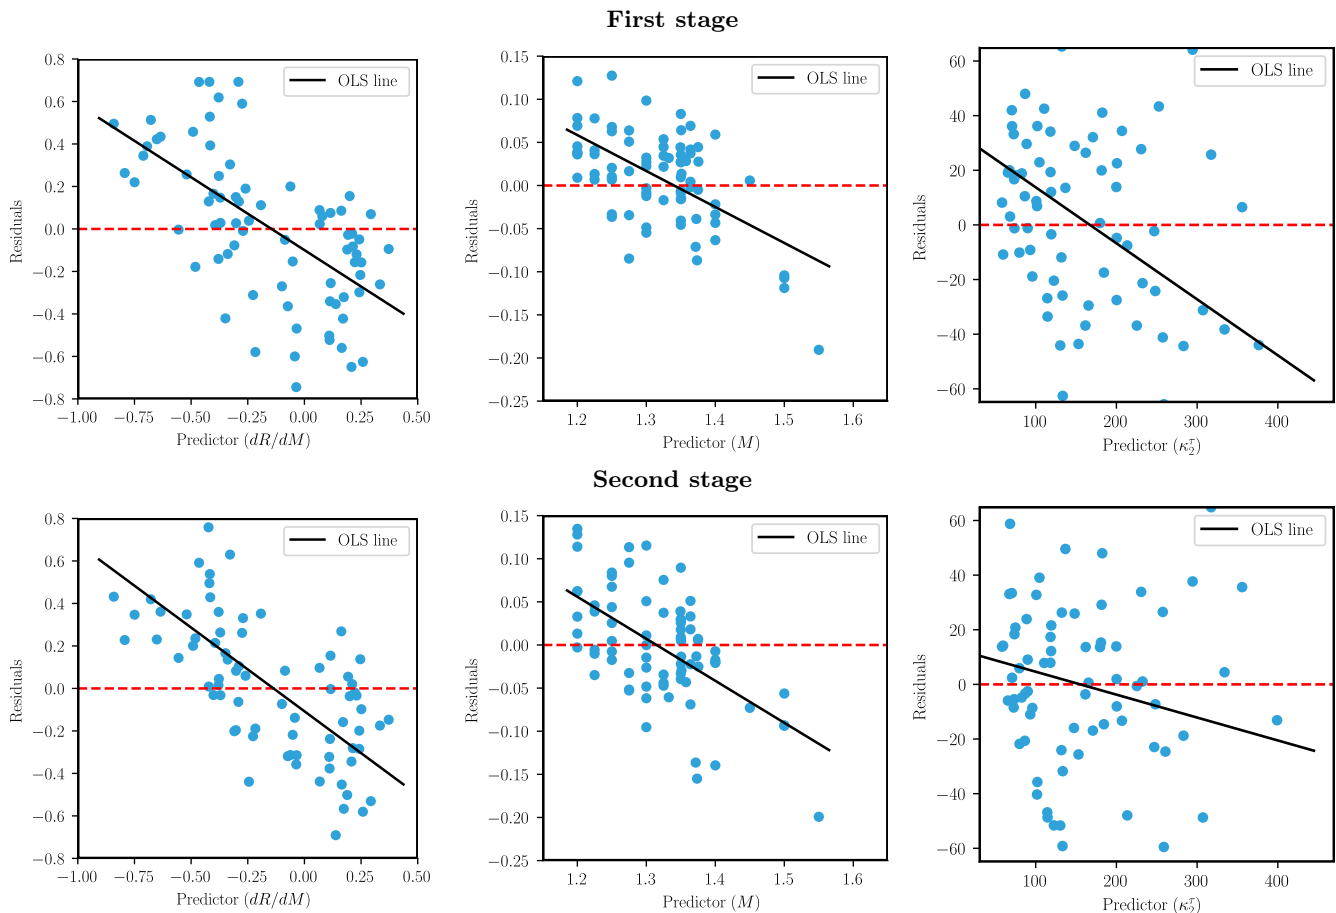 First stage
0.8
0.6
0.4
0.2
0.0
−0.2
−0.4
−0.6
−0.8
Residuals
OLS line
−1.00 −0.75 −0.50 −0.25 0.00 0.25 0.50
Predictor (dR/dM)
0.15
0.10
0.05
0.00
−0.05
−0.10
−0.15
−0.20
−0.25
Residuals
OLS line
1.2 1.3 1.4 1.5 1.6
Predictor (M)
60
40
20
0
−20
−40
−60
Residuals
OLS line
100 200 300 400
Predictor (κ₂ᵀ)
Second stage
0.8
0.6
0.4
0.2
0.0
−0.2
−0.4
−0.6
−0.8
Residuals
OLS line
−1.00 −0.75 −0.50 −0.25 0.00 0.25 0.50
Predictor (dR/dM)
0.15
0.10
0.05
0.00
−0.05
−0.10
−0.15
−0.20
−0.25
Residuals
OLS line
1.2 1.3 1.4 1.5 1.6
Predictor (M)
60
40
20
0
−20
−40
−60
Residuals
OLS line
100 200 300 400
Predictor (κ₂ᵀ)